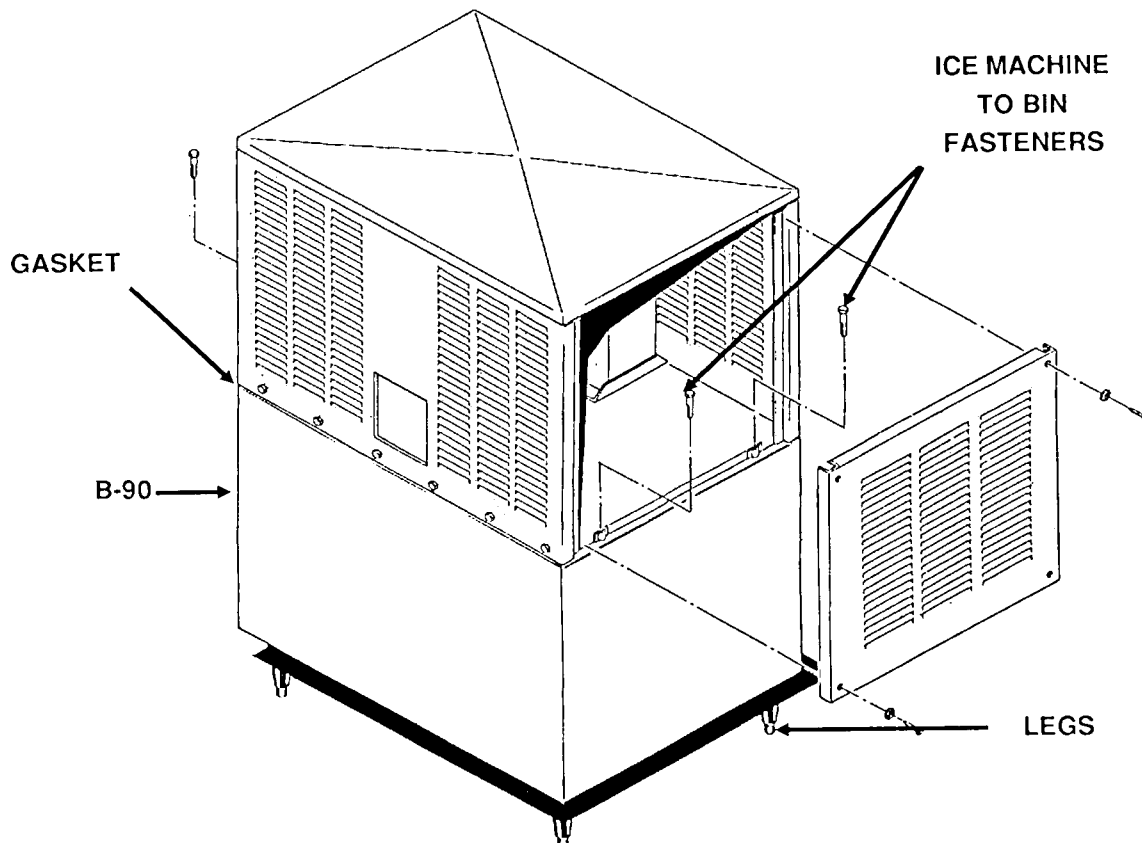 ICE MACHINE
TO BIN
FASTENERS
GASKET
B-90
LEGS